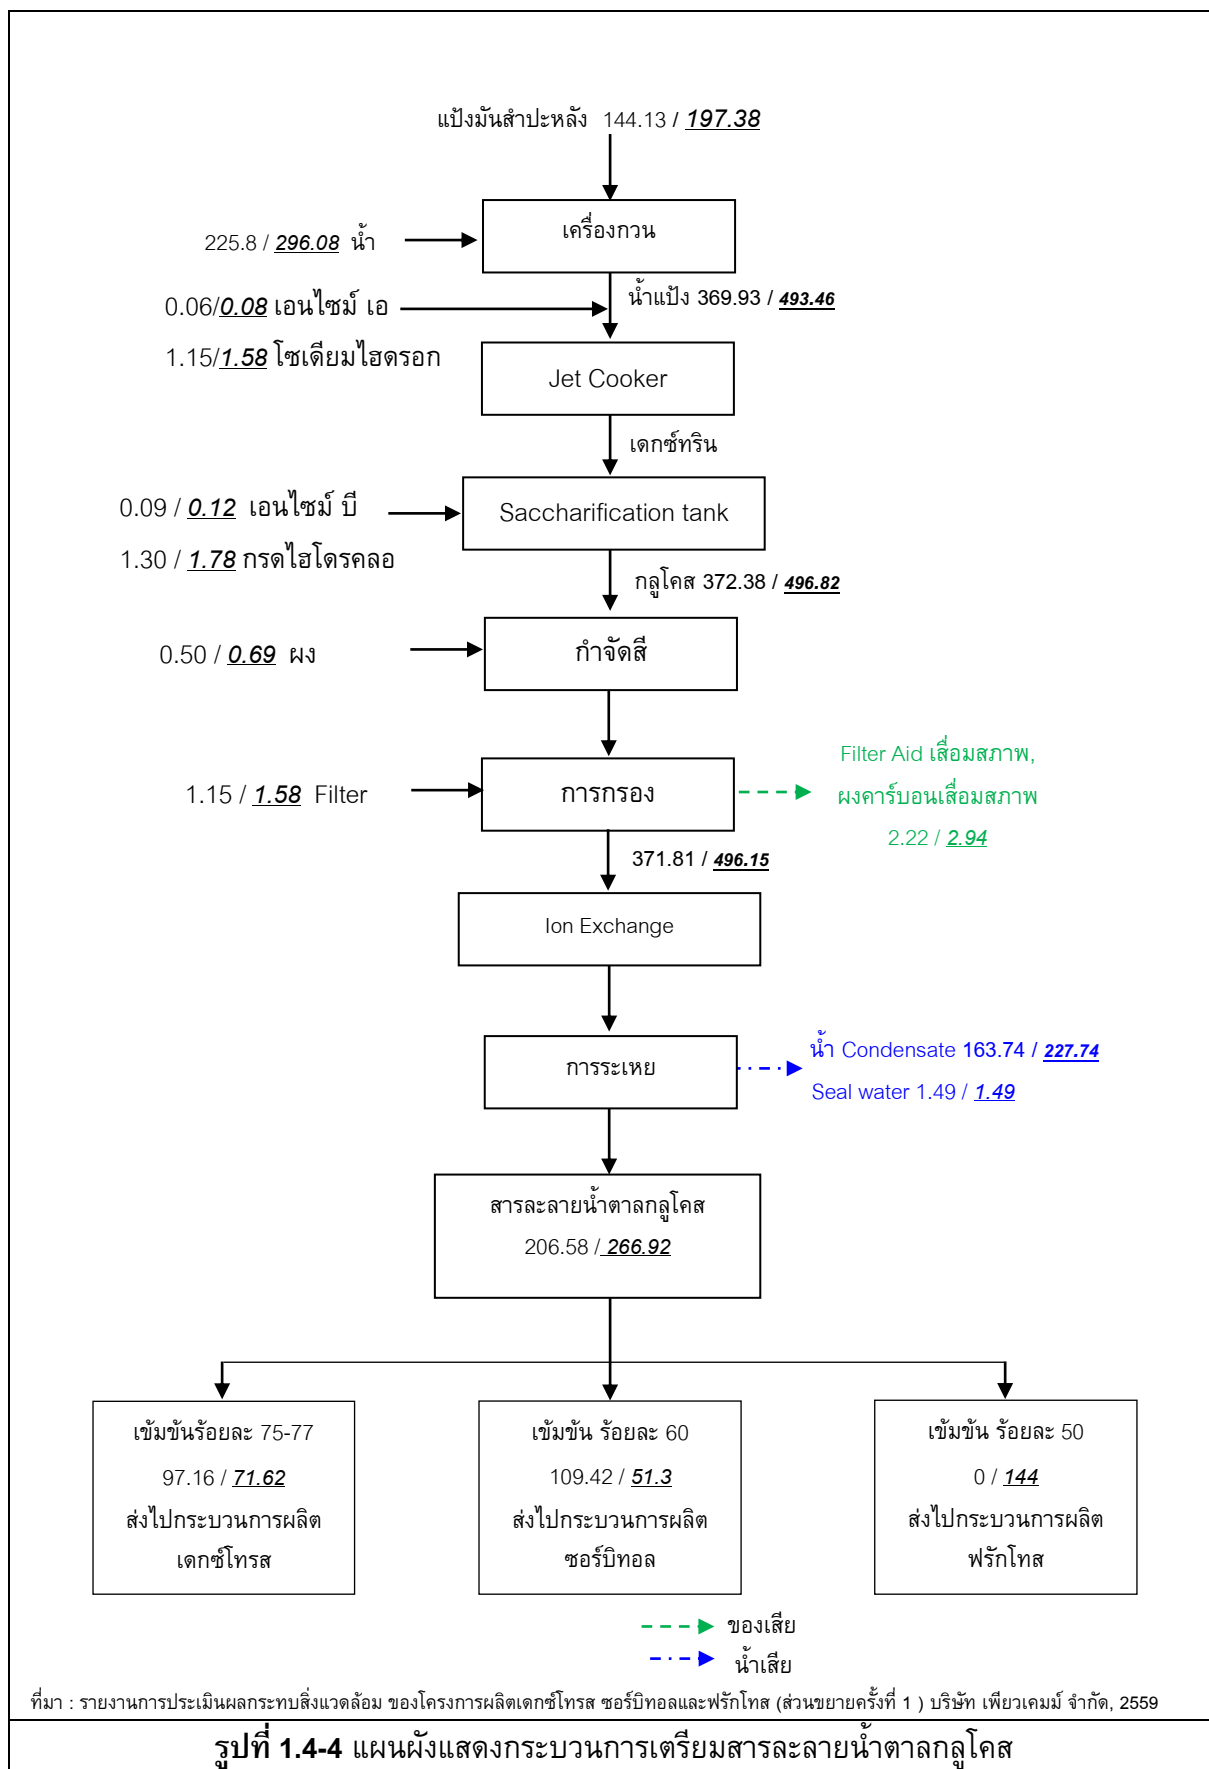 แป้งมันสำปะหลัง 144.13 / 197.38
เครื่องกวน
225.8 / 296.08 น้ำ
น้ำแป้ง 369.93 / 493.46
0.06/0.08 เอนไซม์ เอ
1.15/1.58 โซเดียมไฮดรอก
Jet Cooker
เดกซ์ทริน
0.09 / 0.12 เอนไซม์ บี
Saccharification tank
1.30 / 1.78 กรดไฮโดรคลอ
กลูโคส 372.38 / 496.82
0.50 / 0.69 ผง
กำจัดสี
Filter Aid เสื่อมสภาพ,
ผงคาร์บอนเสื่อมสภาพ
2.22 / 2.94
1.15 / 1.58 Filter
การกรอง
371.81 / 496.15
Ion Exchange
การระเหย
น้ำ Condensate 163.74 / 227.74
Seal water 1.49 / 1.49
สารละลายน้ำตาลกลูโคส
206.58 / 266.92
เข้มข้นร้อยละ 75-77
97.16 / 71.62
ส่งไปกระบวนการผลิต
เดกซ์โทรส
เข้มข้น ร้อยละ 60
109.42 / 51.3
ส่งไปกระบวนการผลิต
ซอร์บิทอล
เข้มข้น ร้อยละ 50
0 / 144
ส่งไปกระบวนการผลิต
ฟรักโทส
ของเสีย
น้ำเสีย
ที่มา : รายงานการประเมินผลกระทบสิ่งแวดล้อม ของโครงการผลิตเดกซ์โทรส ซอร์บิทอลและฟรักโทส (ส่วนขยายครั้งที่ 1 ) บริษัท เพียวเคมม์ จำกัด, 2559
รูปที่ 1.4-4 แผนผังแสดงกระบวนการเตรียมสารละลายน้ำตาลกลูโคส